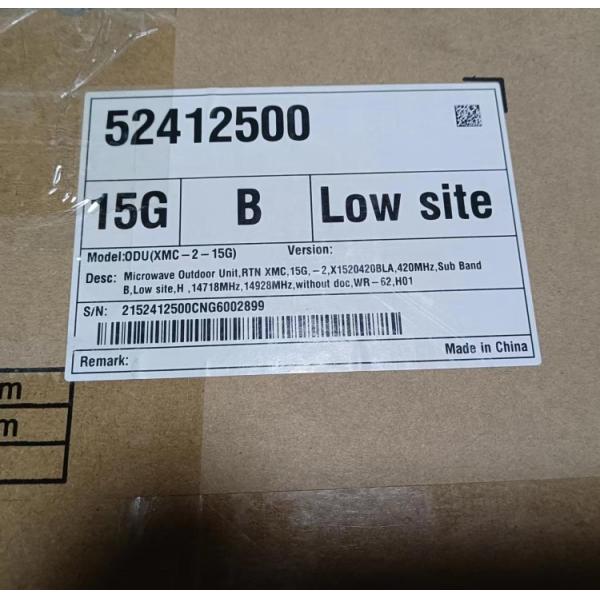 52412500
15G B Low site
Model:ODU(XMC-2-15G) Version:
Desc: Microwave Outdoor Unit,RTN XMC,15G,-2,X1520420BLA,420MHz,Sub Band
B,Low site,H ,14718MHz,14928MHz,without doc,WR-62,H01
S/N: 2152412500CNG6002899
Remark: Made in China
m
m